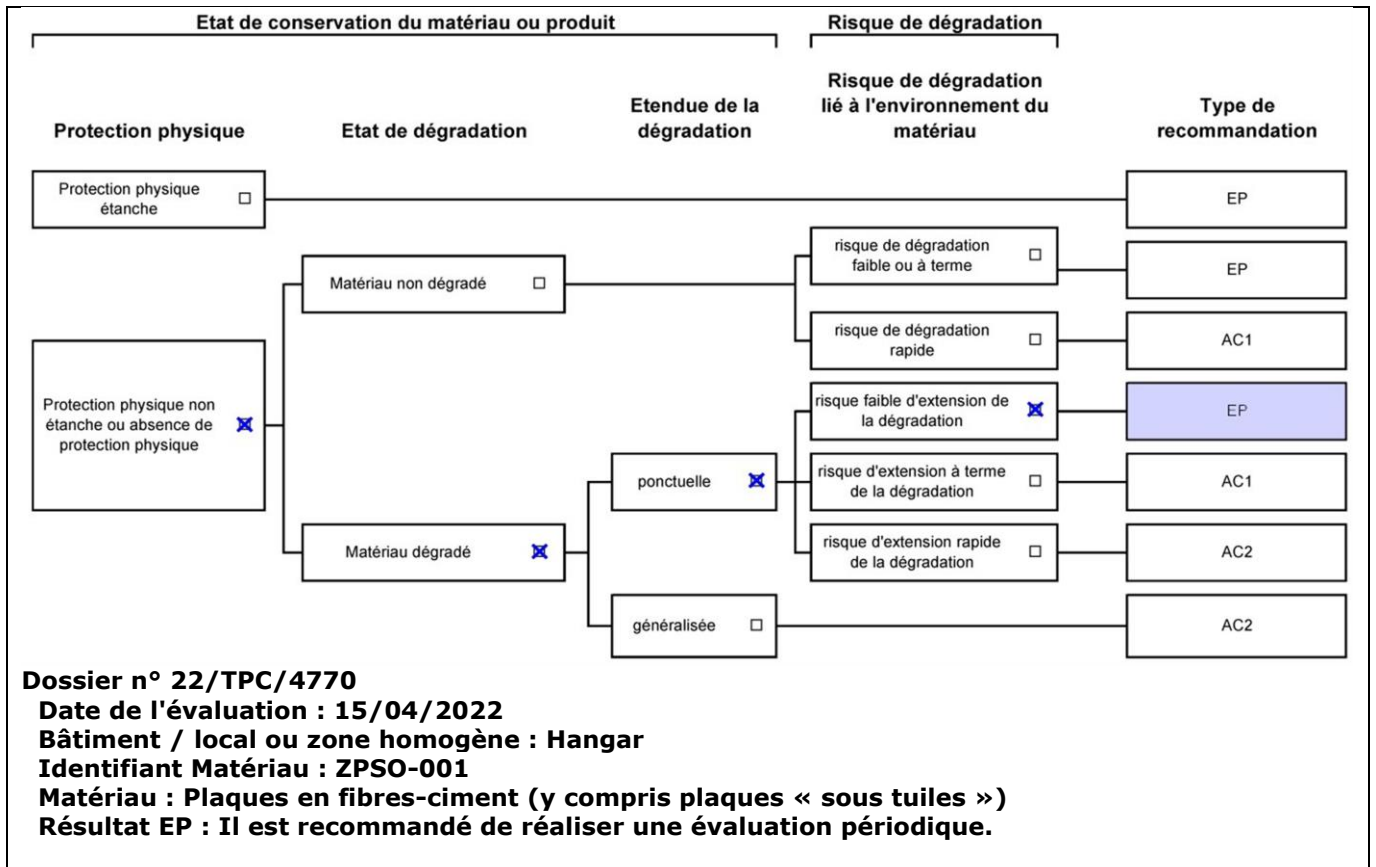 Etat de conservation du matériau ou produit
Risque de dégradation
Protection physique
Etat de dégradation
Etendue de la
dégradation
Risque de dégradation
lié à l'environnement du
matériau
Type de
recommandation
Protection physique
étanche
EP
risque de dégradation
faible ou à terme
EP
Matériau non dégradé
risque de dégradation
rapide
AC1
Protection physique non
étanche ou absence de
protection physique
risque faible d'extension de
la dégradation
EP
ponctuelle
risque d'extension à terme
de la dégradation
AC1
Matériau dégradé
risque d'extension rapide
de la dégradation
AC2
généralisée
AC2
Dossier n° 22/TPC/4770
Date de l'évaluation : 15/04/2022
Bâtiment / local ou zone homogène : Hangar
Identifiant Matériau : ZPSO-001
Matériau : Plaques en fibres-ciment (y compris plaques « sous tuiles »)
Résultat EP : Il est recommandé de réaliser une évaluation périodique.